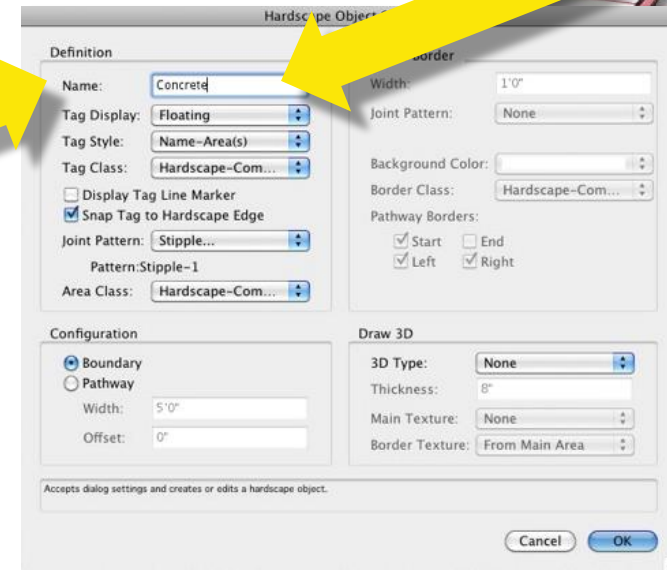 Hardscape Object
Definition
Name: Concrete
Tag Display: Floating
Tag Style: Name-Area(s)
Tag Class: Hardscape-Com...
Display Tag Line Marker
Snap Tag to Hardscape Edge
Joint Pattern: Stipple...
Pattern:Stipple-1
Area Class: Hardscape-Com...
Border
Width: 1'0"
Joint Pattern: None
Background Color:
Border Class: Hardscape-Com...
Pathway Borders:
Start End
Left Right
Configuration
Boundary
Pathway
Width: 5'0"
Offset: 0"
Draw 3D
3D Type: None
Thickness: 8"
Main Texture: None
Border Texture: From Main Area
Accepts dialog settings and creates or edits a hardscape object.
Cancel OK